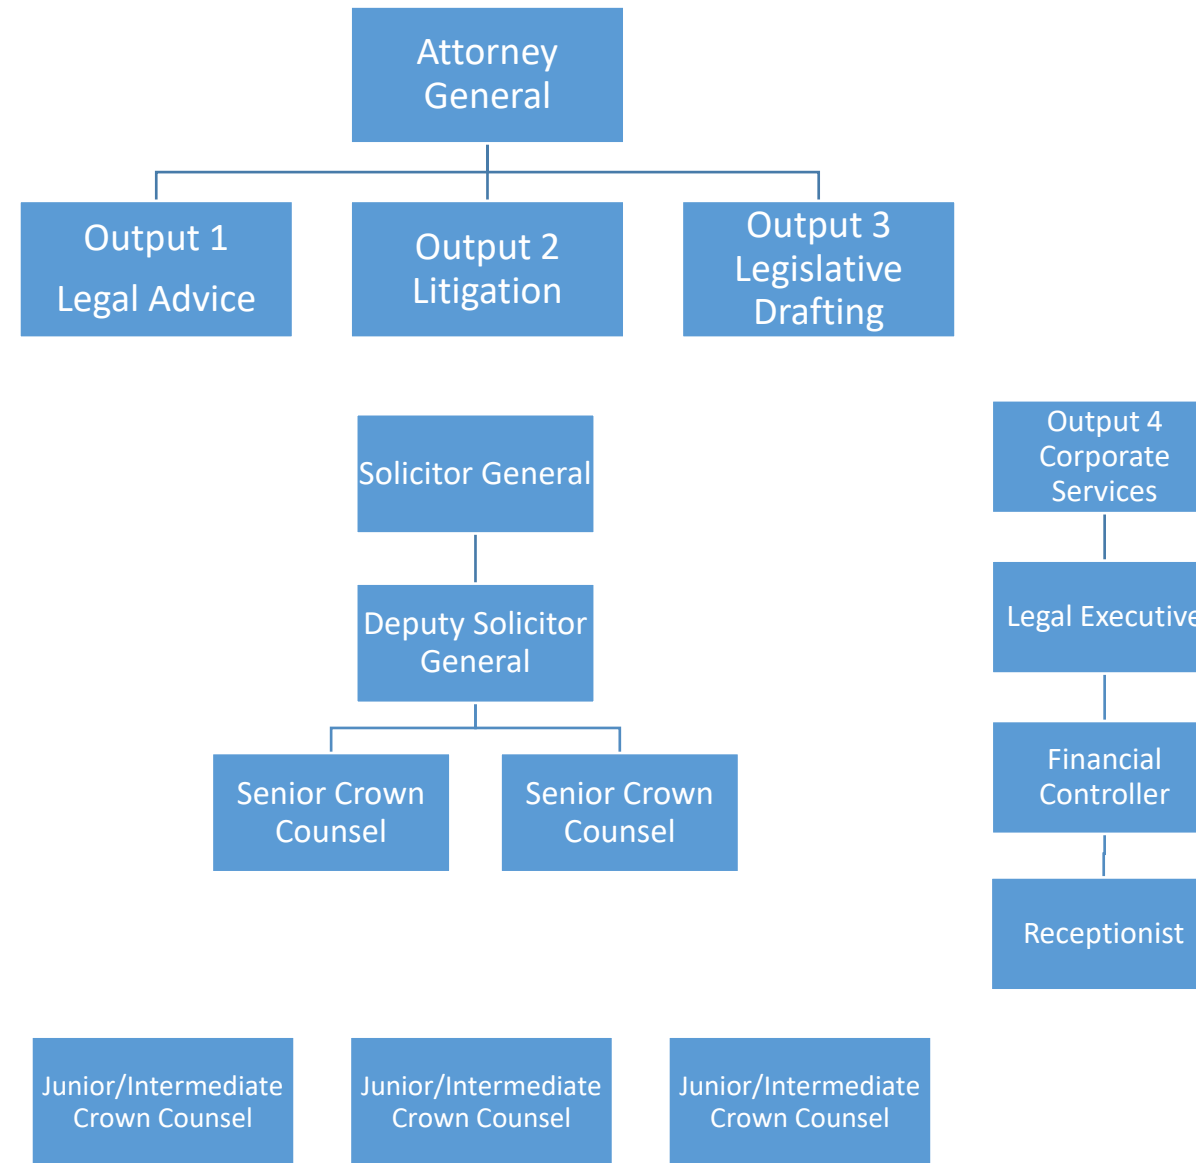 Attorney
General
Output 1
Legal Advice
Output 2
Litigation
Output 3
Legislative
Drafting
Solicitor General
Deputy Solicitor
General
Senior Crown
Counsel
Senior Crown
Counsel
Output 4
Corporate
Services
Legal Executive
Financial
Controller
Receptionist
Junior/Intermediate
Crown Counsel
Junior/Intermediate
Crown Counsel
Junior/Intermediate
Crown Counsel